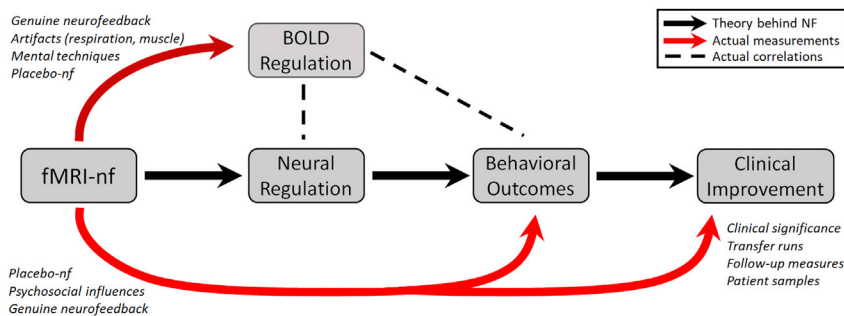 Genuine neurofeedback
Artifacts (respiration, muscle)
Mental techniques
Placebo-nf
BOLD
Regulation
Theory behind NF
Actual measurements
Actual correlations
fMRI-nf
Neural
Regulation
Behavioral
Outcomes
Clinical
Improvement
Placebo-nf
Psychosocial influences
Genuine neurofeedback
Clinical significance
Transfer runs
Follow-up measures
Patient samples